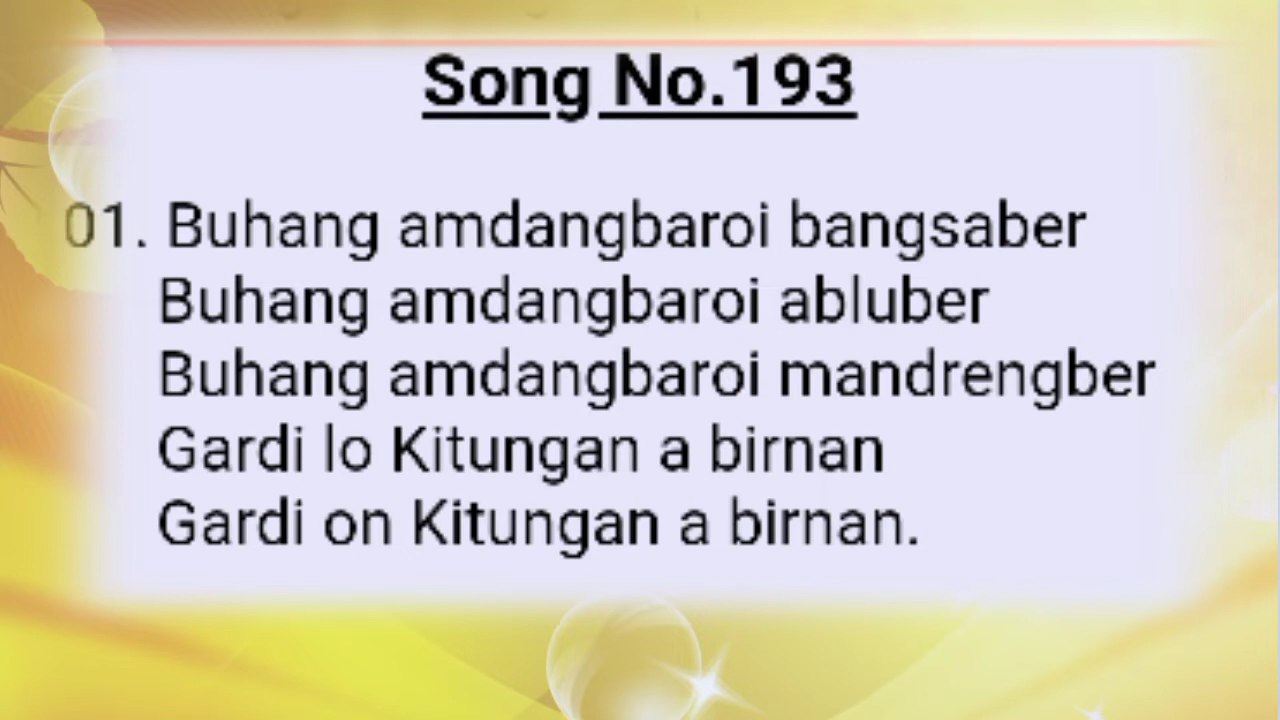 Song No.193
01. Buhang amdangbaroi bangsaber
Buhang amdangbaroi abluber
Buhang amdangbaroi mandrengber
Gardi lo Kitungan a birnan
Gardi on Kitungan a birnan.